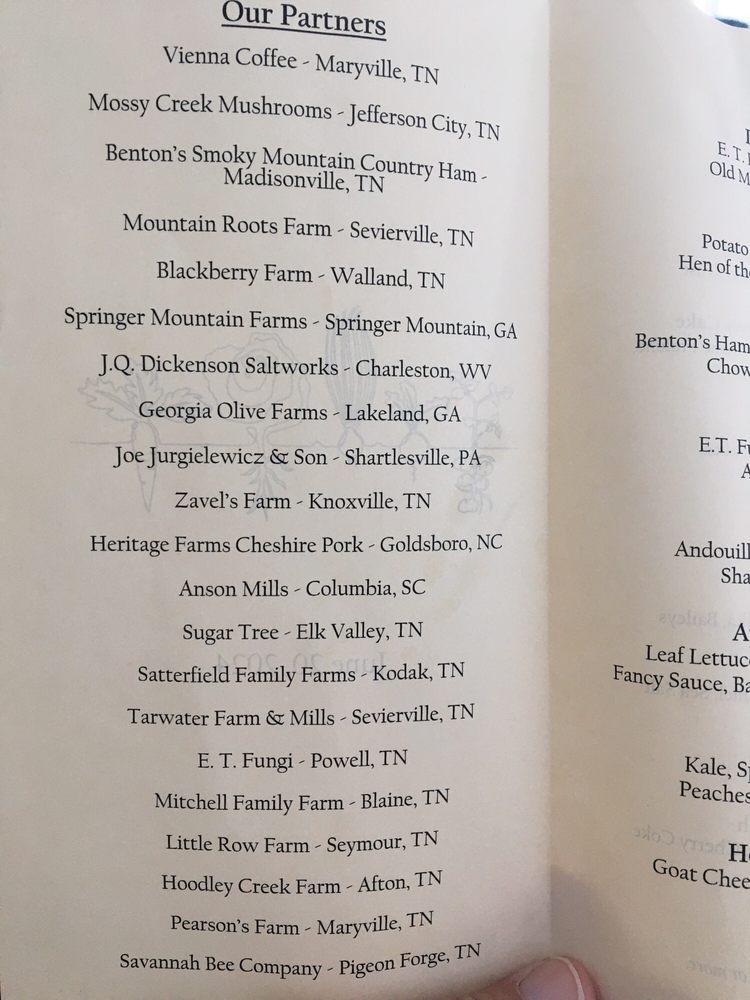 Our Partners
Vienna Coffee - Maryville, TN
Mossy Creek Mushrooms - Jefferson City, TN
Benton's Smoky Mountain Country Ham -
Madisonville, TN
Mountain Roots Farm - Sevierville, TN
Blackberry Farm - Walland, TN
Springer Mountain Farms - Springer Mountain, GA
J.Q. Dickenson Saltworks - Charleston, WV
Georgia Olive Farms - Lakeland, GA
Joe Jurgielewicz & Son - Shartlesville, PA
Zavel's Farm - Knoxville, TN
Heritage Farms Cheshire Pork - Goldsboro, NC
Anson Mills - Columbia, SC
Sugar Tree - Elk Valley, TN
Satterfield Family Farms - Kodak, TN
Tarwater Farm & Mills - Sevierville, TN
E. T. Fungi - Powell, TN
Mitchell Family Farm - Blaine, TN
Little Row Farm - Seymour, TN
Hoodley Creek Farm - Afton, TN
Pearson's Farm - Maryville, TN
Savannah Bee Company - Pigeon Forge, TN
E. T.
Old
Potato
Hen of the
Benton's Ham
E.T.
Leaf
Fancy Sauce,
Kale,
Peaches
Goat